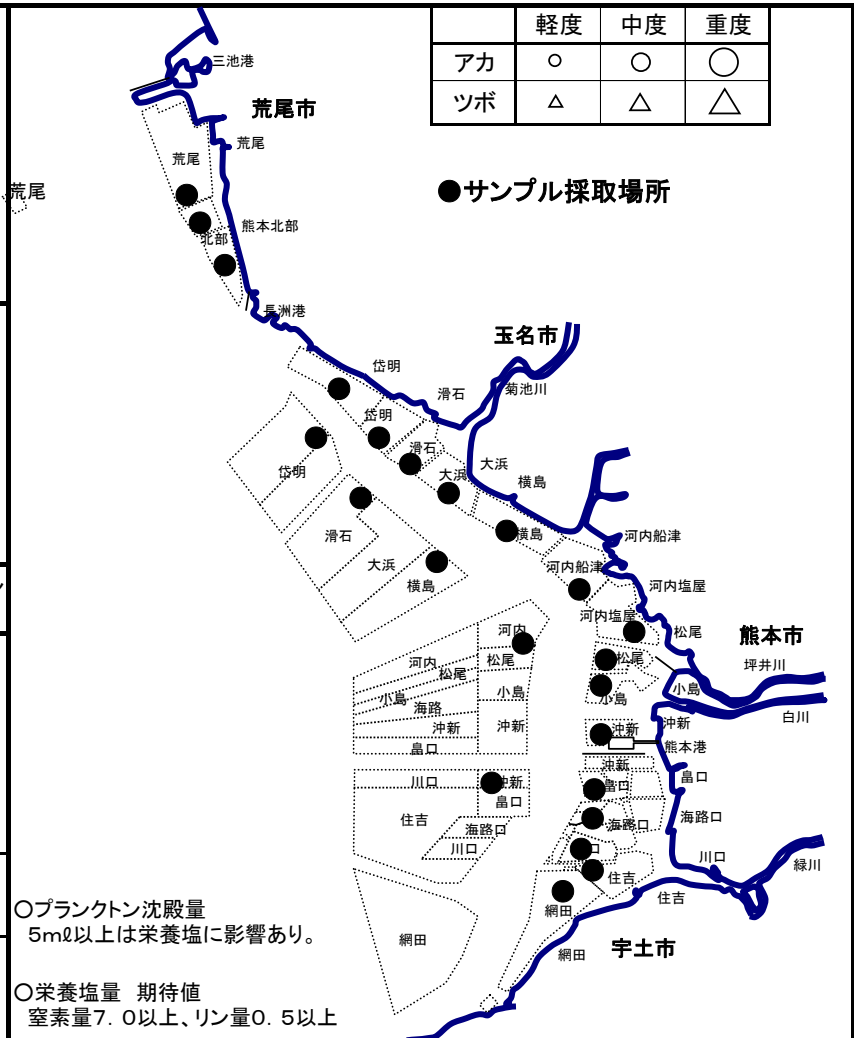 軽度 中度 重度
アカ
ツボ
三池港
荒尾市
荒尾
荒尾
荒尾
●サンプル採取場所
熊本北部
北部
長洲港
玉名市
岱明
滑石
菊池川
岱明
滑石
大浜
大浜
横島
岱明
横島
河内船津
滑石
大浜
河内船津
横島
河内塩屋
河内塩屋
松尾
熊本市
河内
松尾
坪井川
河内
松尾
松尾
小島
小島
小島
小島
海路
白川
沖新
沖新
沖新
沖新
熊本港
畠口
沖新
畠口
川口
沖新
畠口
畠口
住吉
海路口
海路口
海路口
川口
口
川口
緑川
住吉
住吉
○プランクトン沈殿量
5mℓ以上は栄養塩に影響あり。
網田
網田
網田
宇土市
○栄養塩量 期待値
窒素量7.0以上、リン量0.5以上